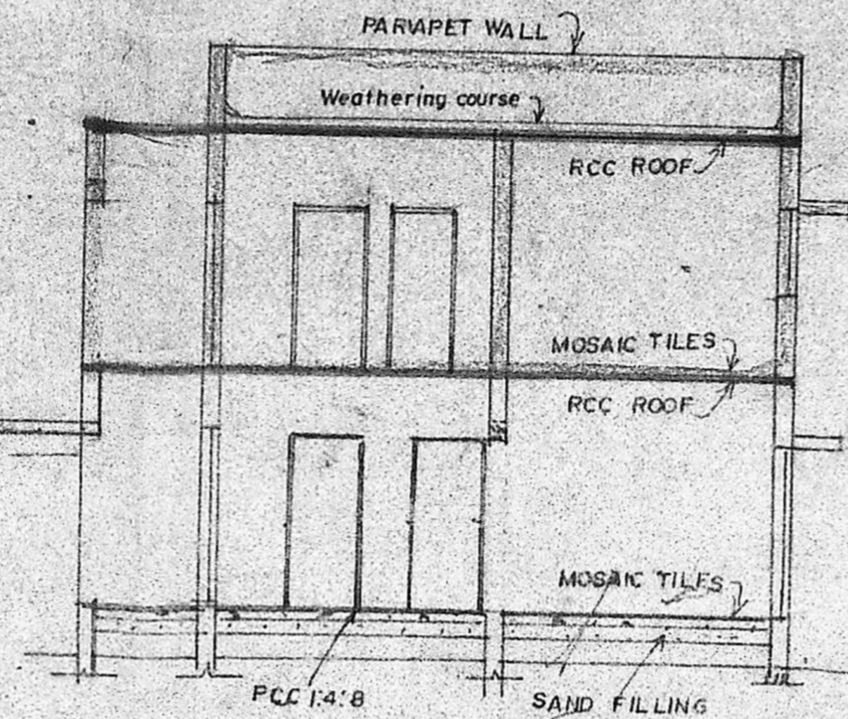 PARAPET WALL
Weathering course
RCC ROOF
MOSAIC TILES
RCC ROOF
MOSAIC TILES
PCC 1:4:8
SAND FILLING